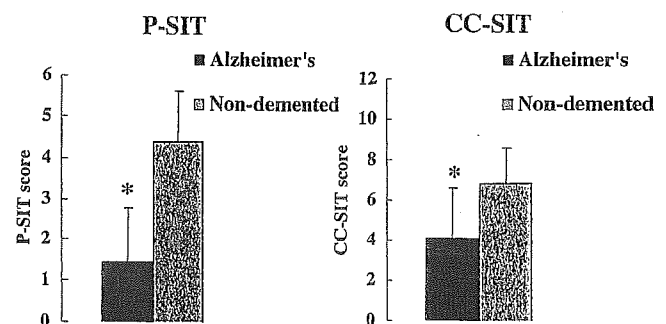 P-SIT
Alzheimer's
Non-demented
P-SIT score
6
5
4
3
2
1
0
*
CC-SIT
Alzheimer's
Non-demented
CC-SIT score
12
10
8
6
4
2
0
*